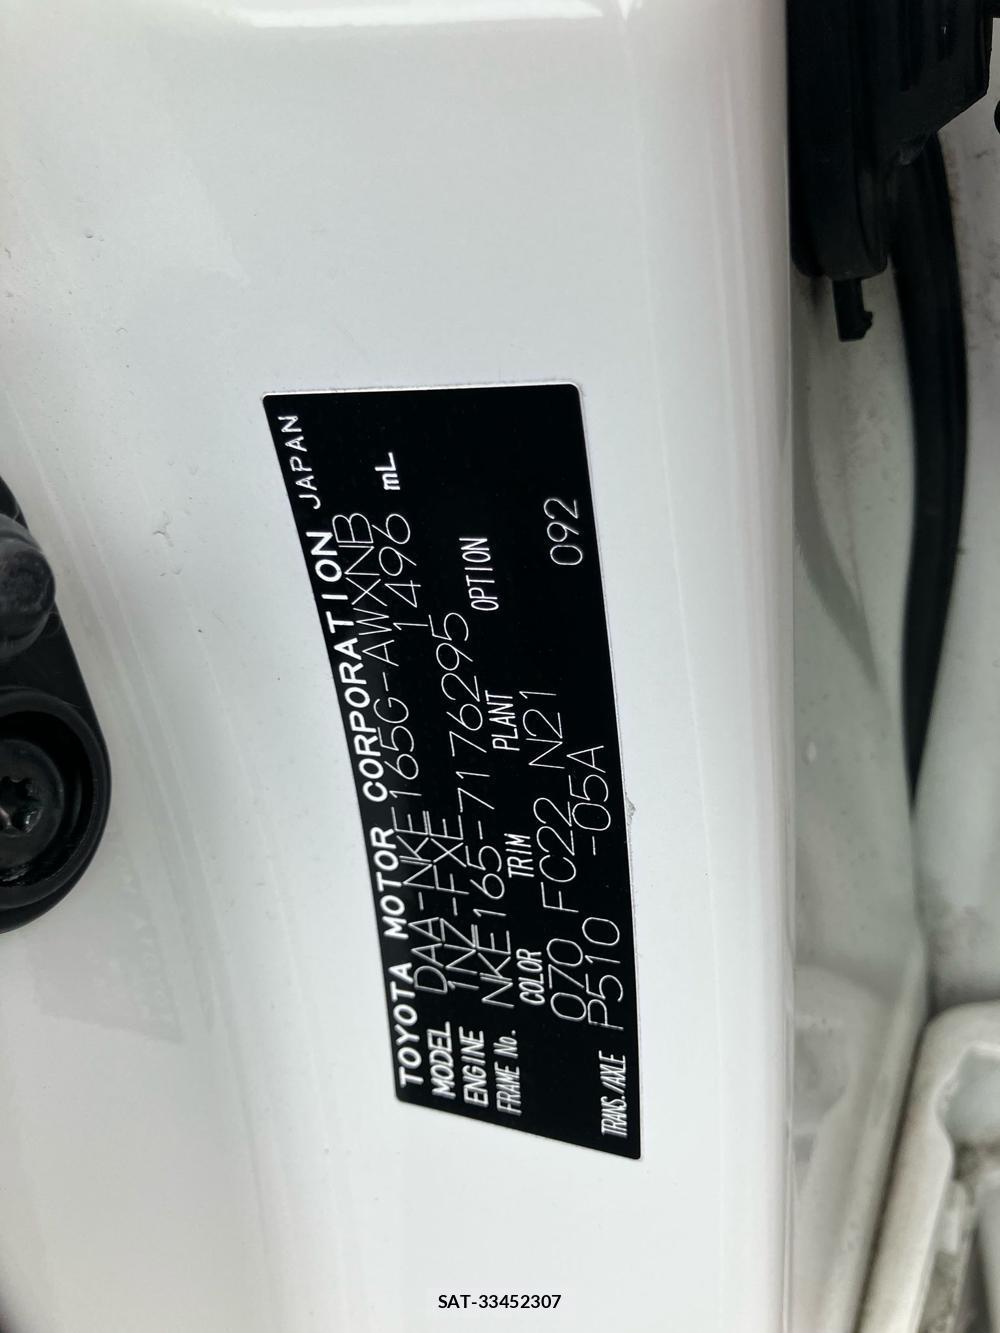 TOYOTA MOTOR CORPORATION JAPAN
MODEL DAA-NKE165G-AWXNB
ENGINE 1NZ-FXE 1496 mL
FRAME No. NKE165-7176295
COLOR TRIM PLANT OPTION
070 FC22 N21 092
TRANS./AXLE P510 -05A
SAT-33452307